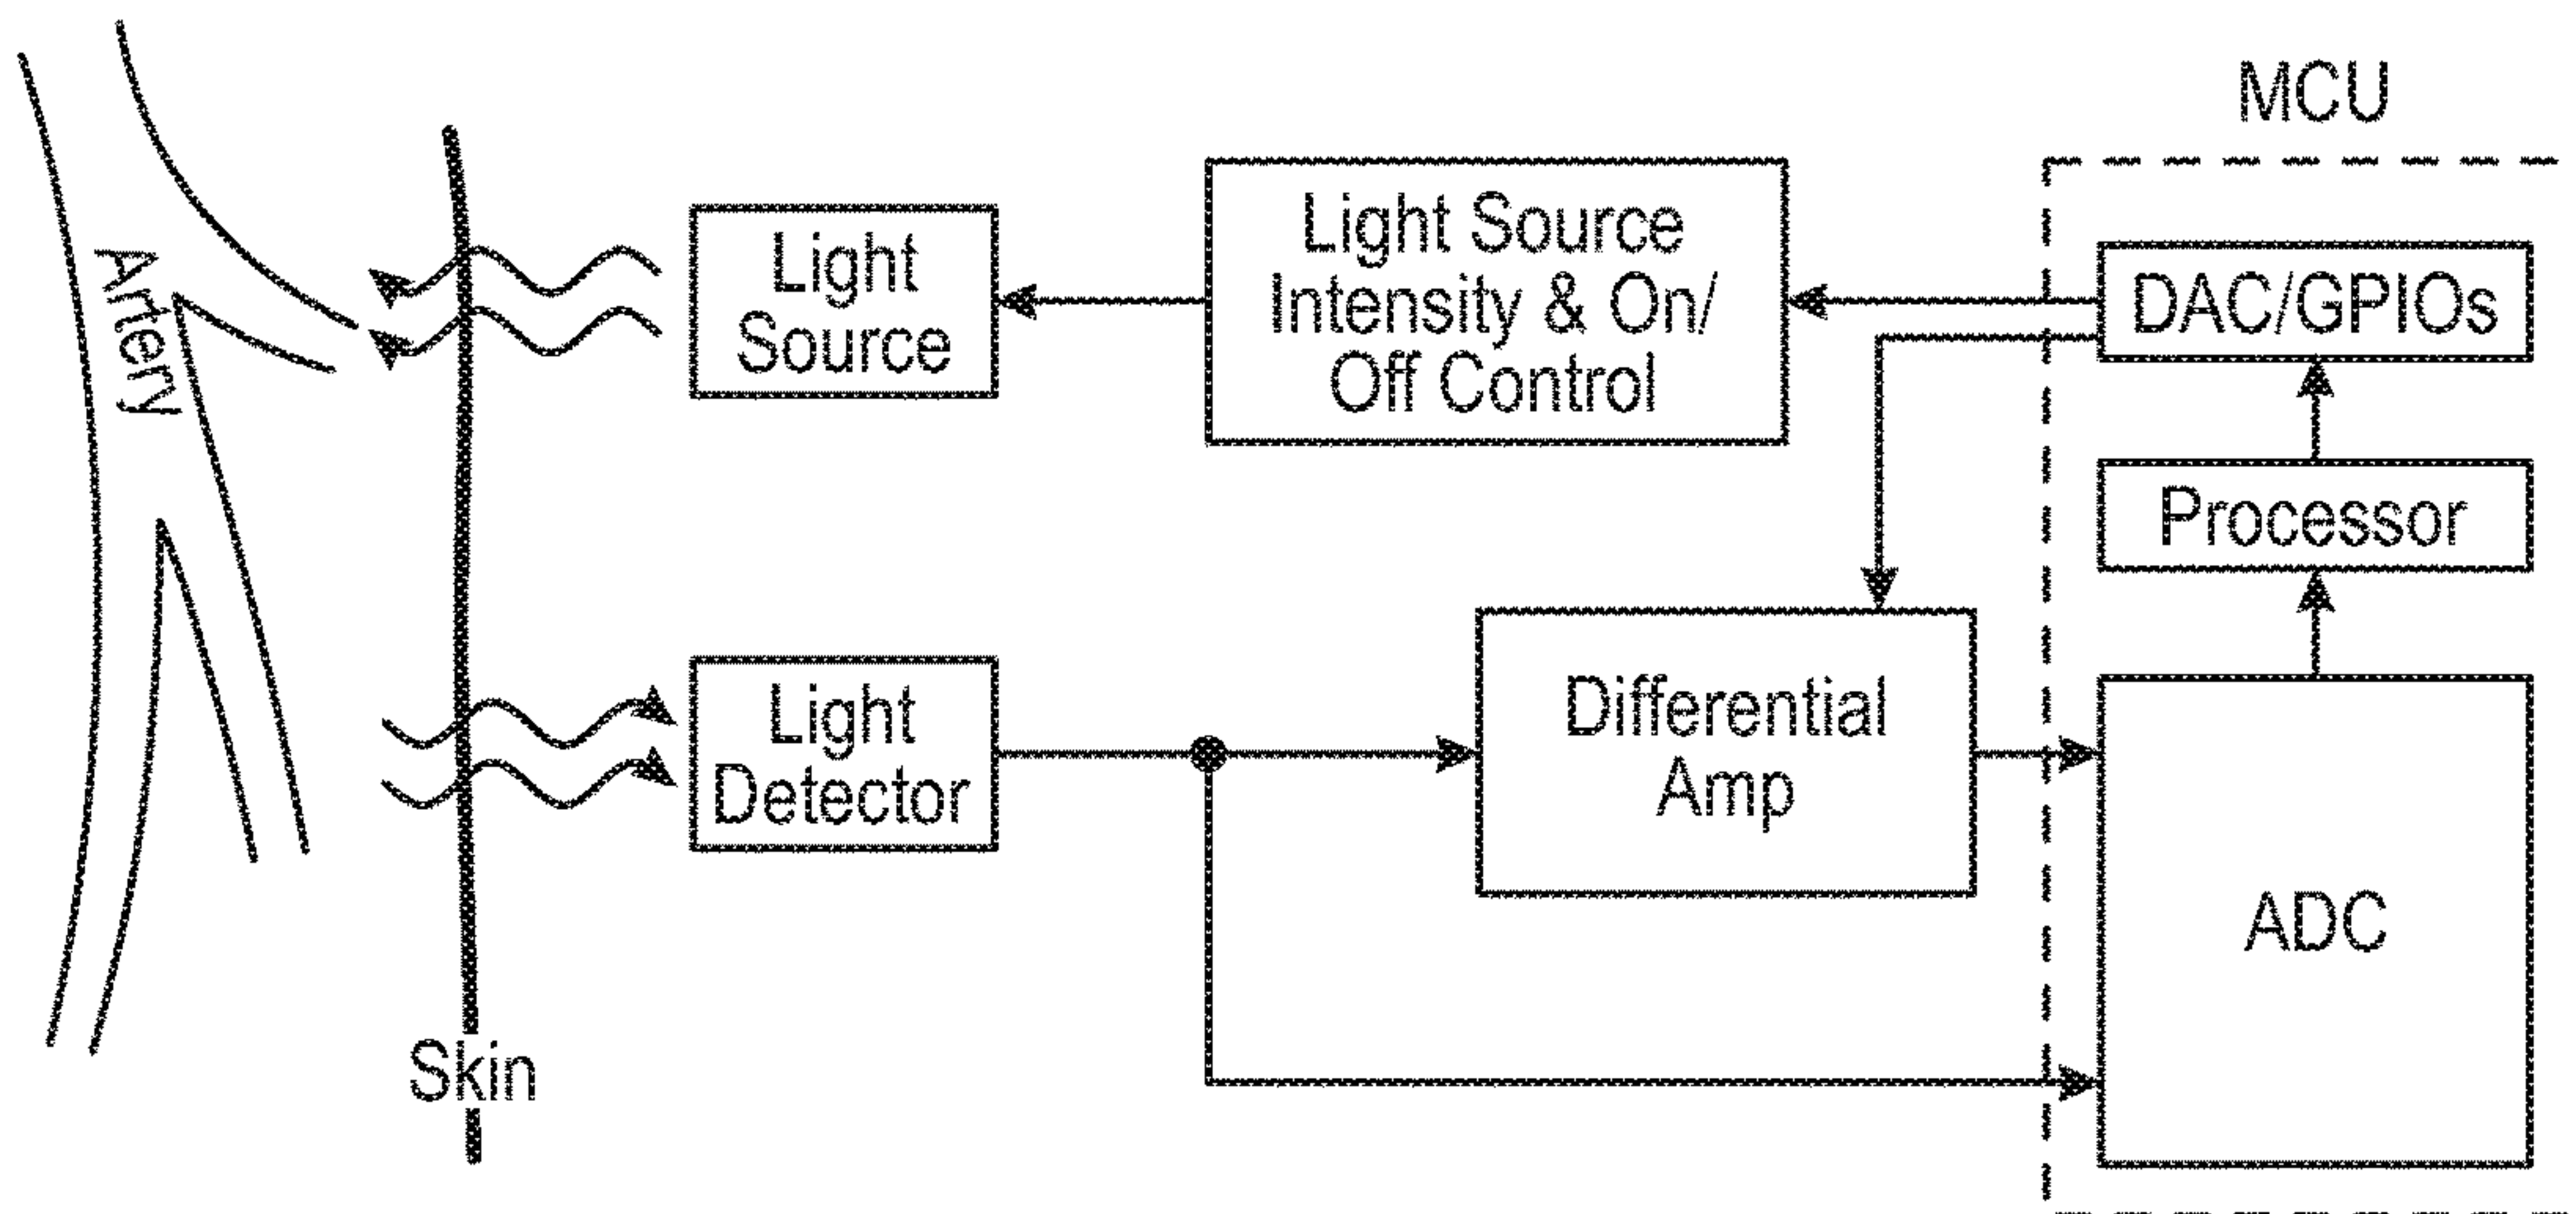 MCU
Light Source
Intensity & On/
Off Control
Light
Source
DAC/GPIOs
Artery
Processor
Light
Detector
Differential
Amp
ADC
Skin